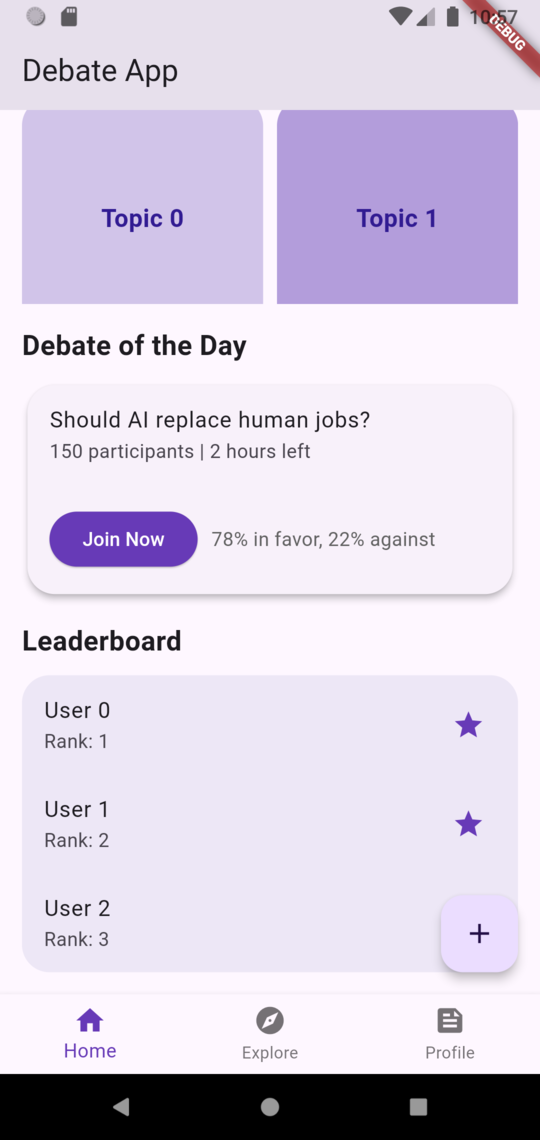 10:57
DEBUG
Debate App
Topic 0
Topic 1
Debate of the Day
Should AI replace human jobs?
150 participants | 2 hours left
Join Now
78% in favor, 22% against
Leaderboard
User 0
Rank: 1
User 1
Rank: 2
User 2
Rank: 3
Home
Explore
Profile